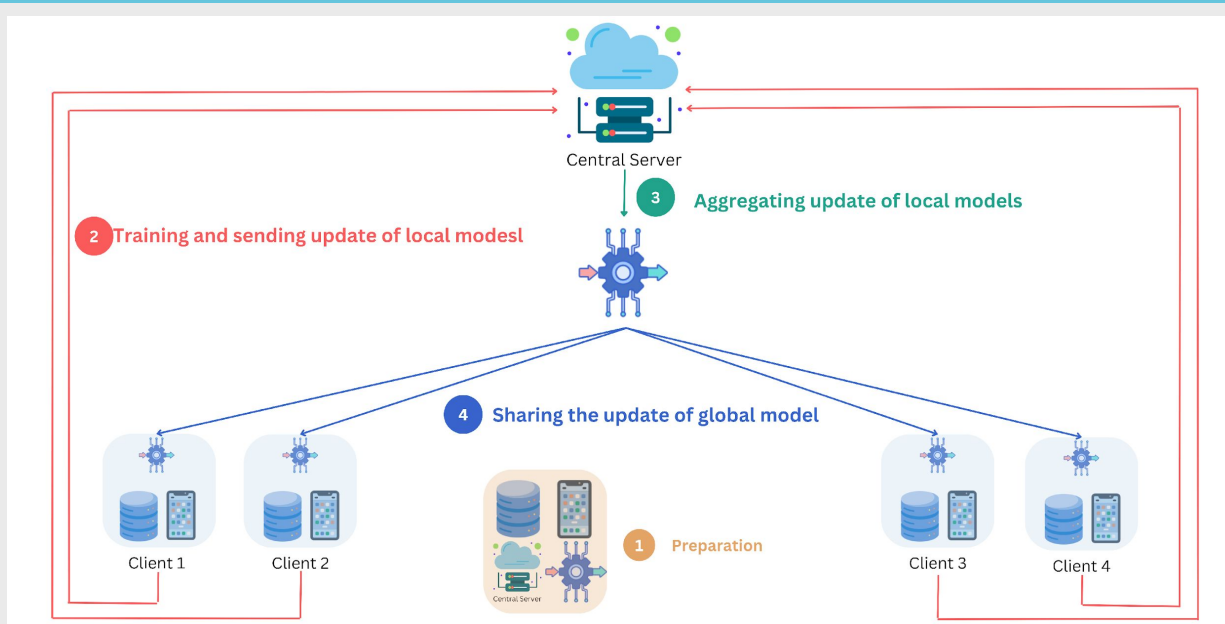 Central Server
3
Aggregating update of local models
2
Training and sending update of local modesl
4
Sharing the update of global model
Client 1
Client 2
Central Server
1
Preparation
Client 3
Client 4